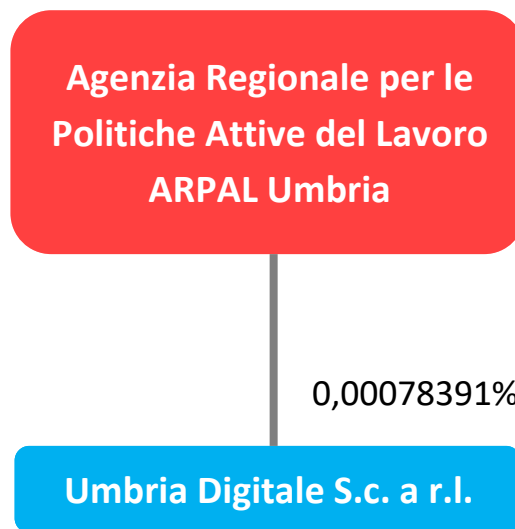 Agenzia Regionale per le
Politiche Attive del Lavoro
ARPAL Umbria
0,00078391%
Umbria Digitale S.c. a r.l.